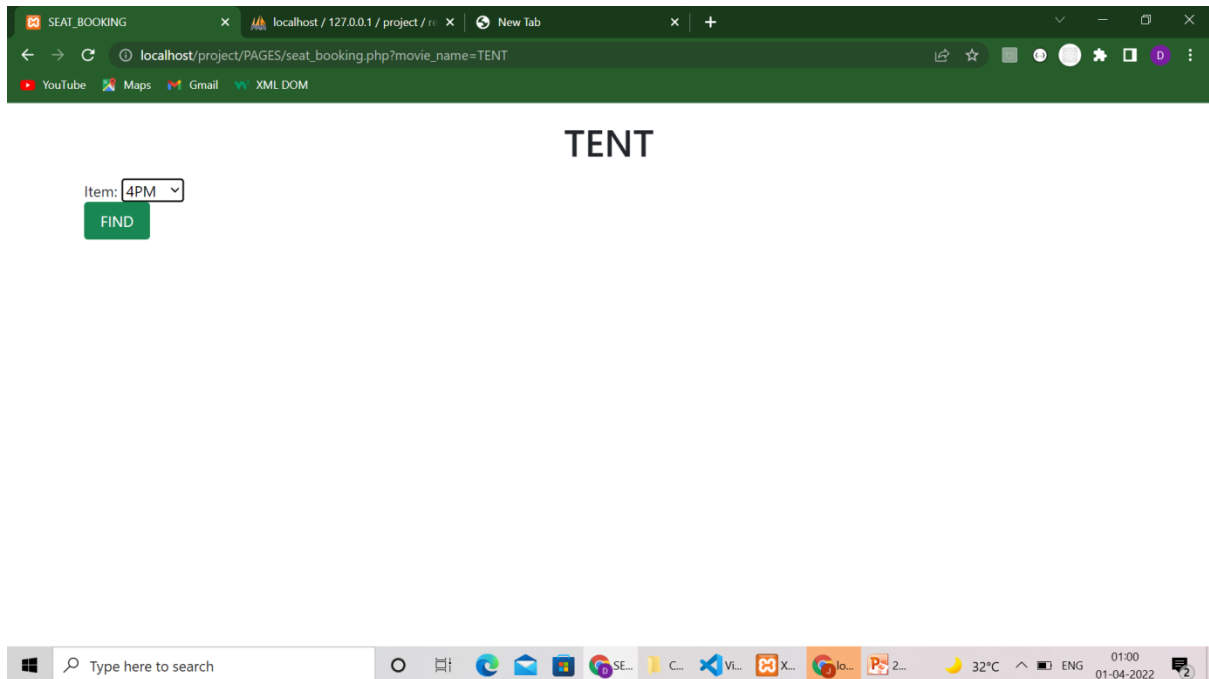 SEAT_BOOKING
localhost / 127.0.0.1 / project / re
New Tab
localhost/project/PAGES/seat_booking.php?movie_name=TENT
D
YouTube
Maps
Gmail
XML DOM
TENT
Item: 4PM
FIND
Type here to search
SE...
C...
Vi...
X...
lo...
2...
32°C
ENG
01:00
01-04-2022
2